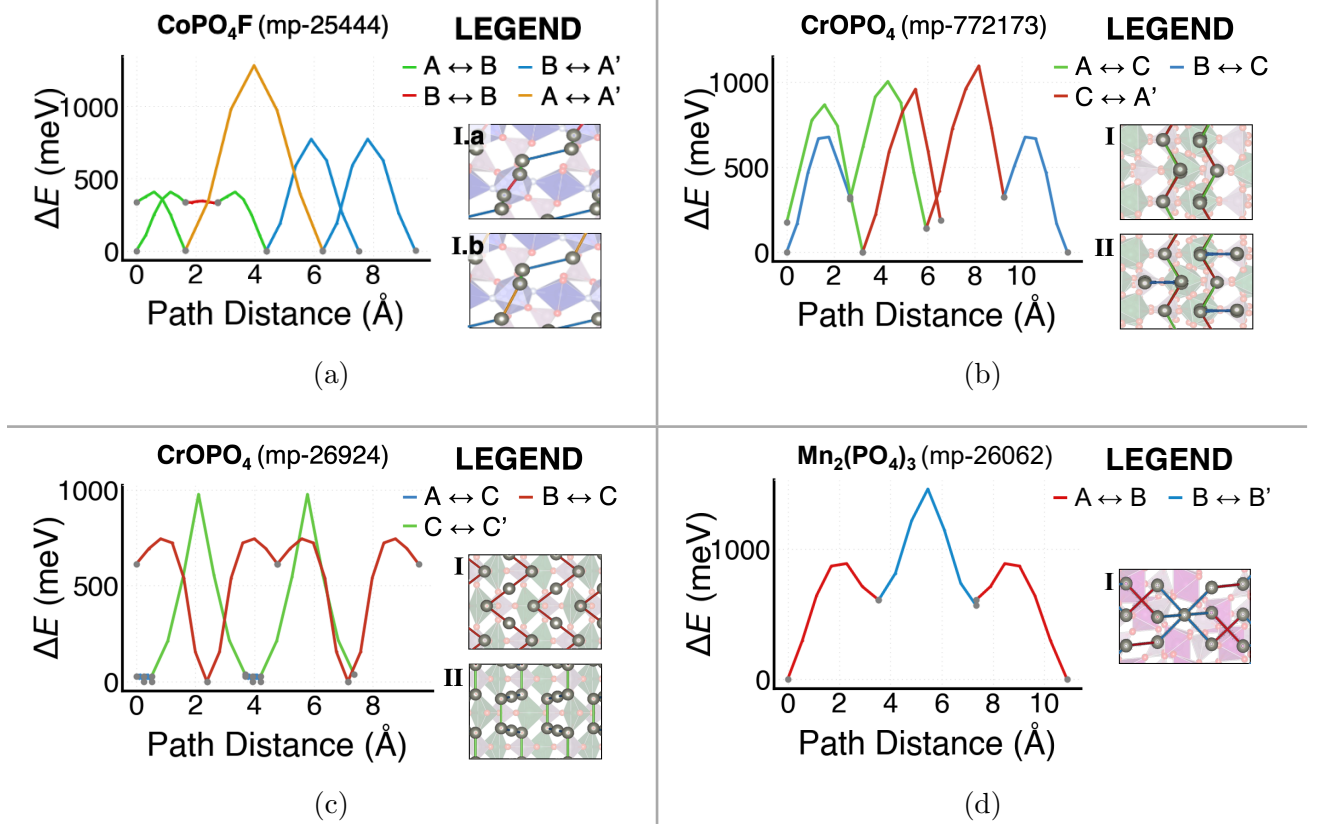 CoPO₄F (mp-25444)
LEGEND
A ↔ B
B ↔ A'
B ↔ B
A ↔ A'
ΔE (meV)
1000
500
0
0 2 4 6 8
Path Distance (Å)
I.a
I.b
(a)
CrOPO₄ (mp-772173)
LEGEND
A ↔ C
B ↔ C
C ↔ A'
ΔE (meV)
1000
500
0
0 2 4 6 8 10
Path Distance (Å)
I
II
(b)
CrOPO₄ (mp-26924)
LEGEND
A ↔ C
B ↔ C
C ↔ C'
ΔE (meV)
1000
500
0
0 2 4 6 8
Path Distance (Å)
I
II
(c)
Mn₂(PO₄)₃ (mp-26062)
LEGEND
A ↔ B
B ↔ B'
ΔE (meV)
1000
0
0 2 4 6 8 10
Path Distance (Å)
I
(d)